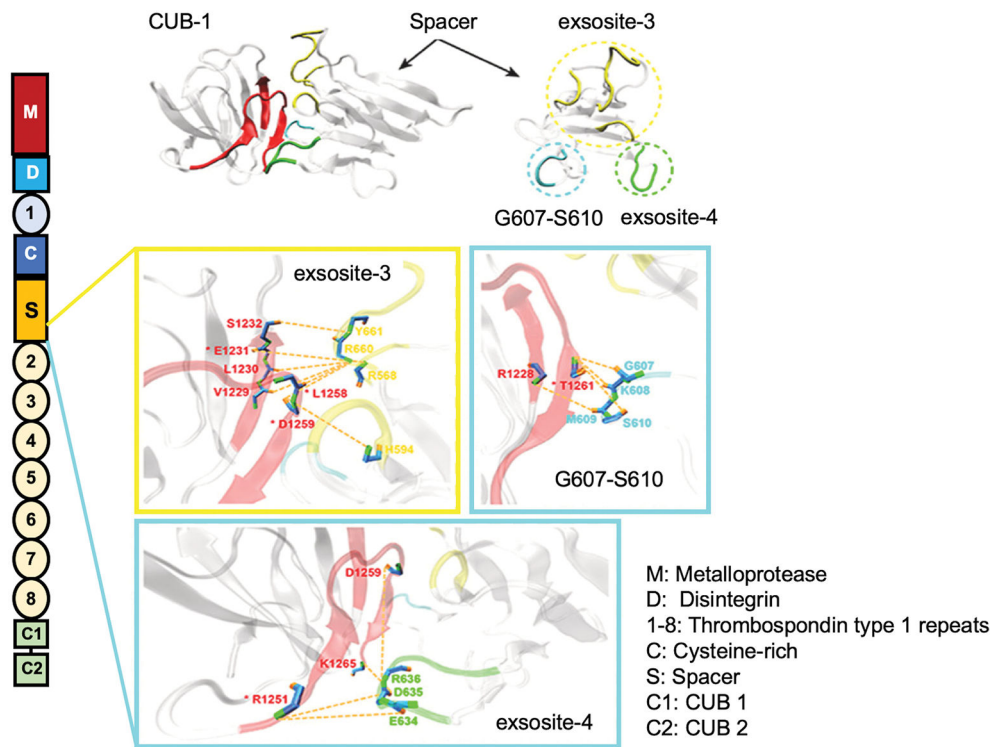 CUB-1
Spacer
exsosite-3
M
D
1
C
S
2
3
4
5
6
7
8
C1
C2
G607-S610
exsosite-4
exsosite-3
S1232
* E1231
L1230
V1229
* L1258
* D1259
Y661
R660
R568
H594
R1228
* T1261
G607
K608
M609
S610
G607-S610
D1259
K1265
* R1251
R636
D635
E634
exsosite-4
M: Metalloprotease
D: Disintegrin
1-8: Thrombospondin type 1 repeats
C: Cysteine-rich
S: Spacer
C1: CUB 1
C2: CUB 2